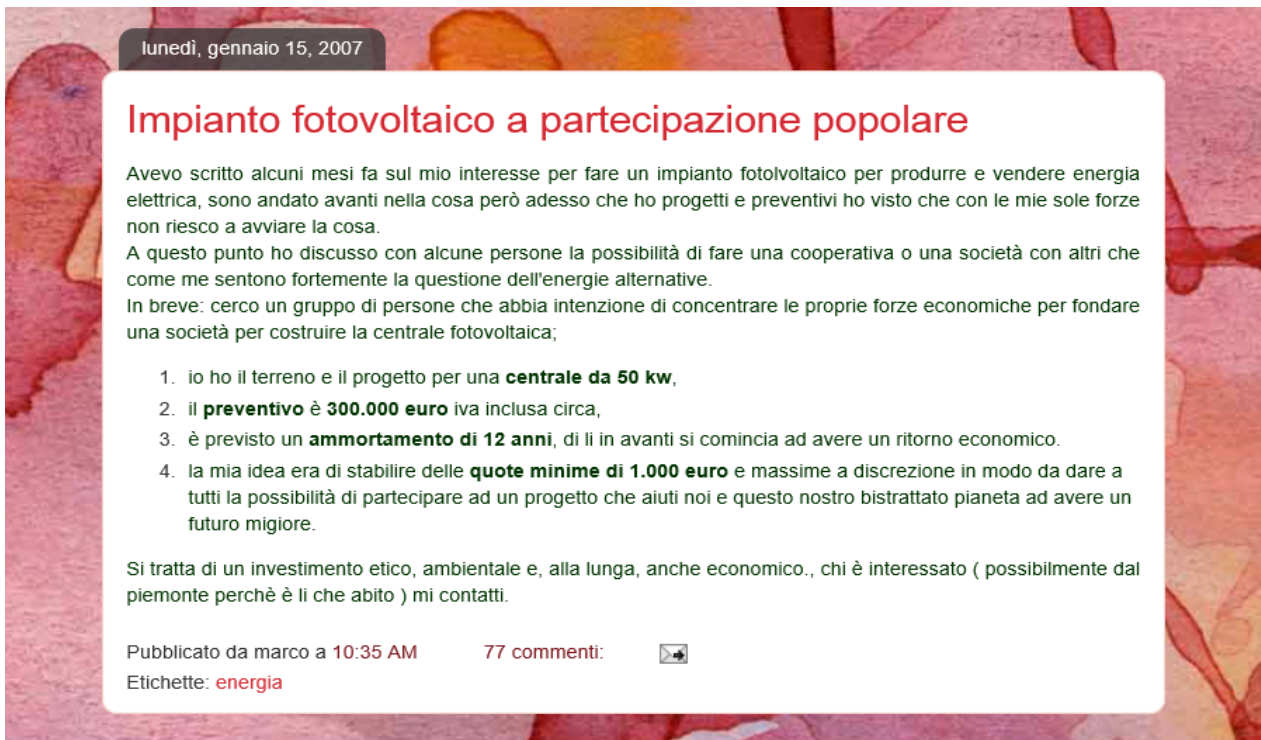 lunedì, gennaio 15, 2007
Impianto fotovoltaico a partecipazione popolare
Avevo scritto alcuni mesi fa sul mio interesse per fare un impianto fotolvoltaico per produrre e vendere energia
elettrica, sono andato avanti nella cosa però adesso che ho progetti e preventivi ho visto che con le mie sole forze
non riesco a avviare la cosa.
A questo punto ho discusso con alcune persone la possibilità di fare una cooperativa o una società con altri che
come me sentono fortemente la questione dell'energie alternative.
In breve: cerco un gruppo di persone che abbia intenzione di concentrare le proprie forze economiche per fondare
una società per costruire la centrale fotovoltaica;
1. io ho il terreno e il progetto per una centrale da 50 kw,
2. il preventivo è 300.000 euro iva inclusa circa,
3. è previsto un ammortamento di 12 anni, di li in avanti si comincia ad avere un ritorno economico.
4. la mia idea era di stabilire delle quote minime di 1.000 euro e massime a discrezione in modo da dare a
tutti la possibilità di partecipare ad un progetto che aiuti noi e questo nostro bistrattato pianeta ad avere un
futuro migiore.
Si tratta di un investimento etico, ambientale e, alla lunga, anche economico., chi è interessato ( possibilmente dal
piemonte perchè è li che abito ) mi contatti.
Pubblicato da marco a 10:35 AM 77 commenti:
Etichette: energia